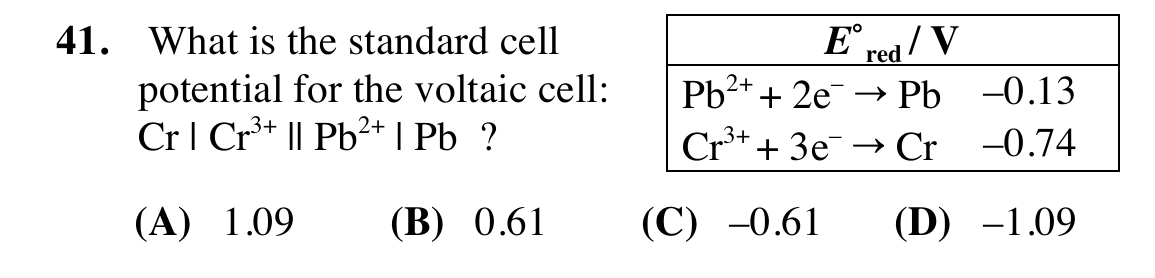 41. What is the standard cell
potential for the voltaic cell:
Cr | Cr³⁺ || Pb²⁺ | Pb ?
E°red / V
Pb²⁺ + 2e⁻ → Pb –0.13
Cr³⁺ + 3e⁻ → Cr –0.74
(A) 1.09 (B) 0.61 (C) –0.61 (D) –1.09